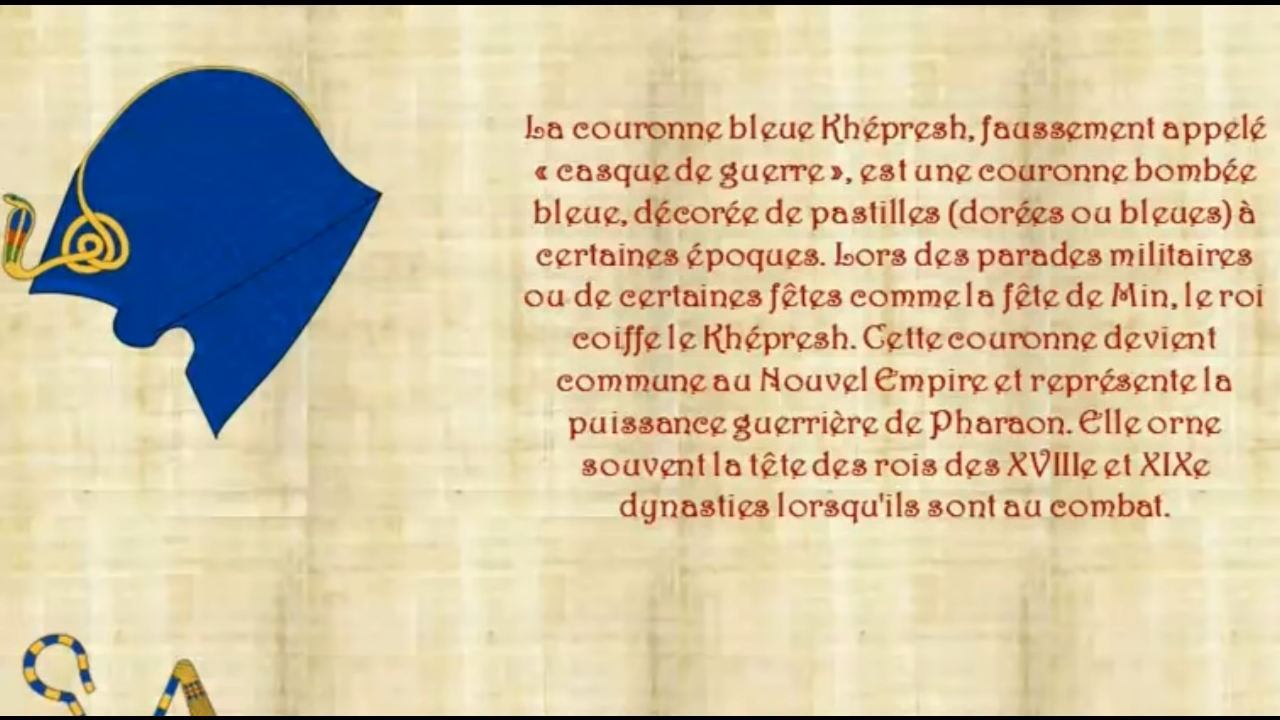 La couronne bleue Khépresh, faussement appelé
« casque de guerre », est une couronne bombée
bleue, décorée de pastilles (dorées ou bleues) à
certaines époques. Lors des parades militaires
ou de certaines fêtes comme la fête de Min, le roi
coiffe le Khépresh. Cette couronne devient
commune au Nouvel Empire et représente la
puissance guerrière de Pharaon. Elle orne
souvent la tête des rois des XVIIIe et XIXe
dynasties lorsqu'ils sont au combat.